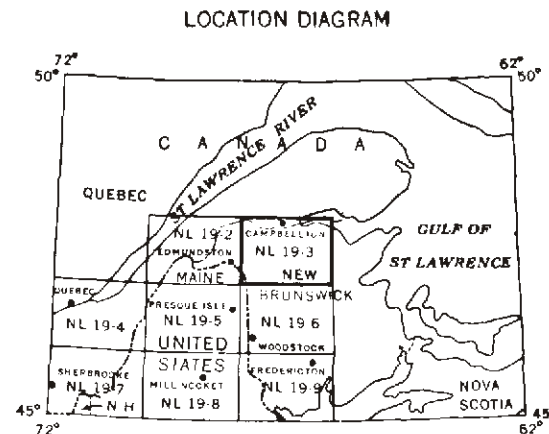 LOCATION DIAGRAM
72° 62°
50° 50°
C A N A D A
ST LAWRENCE RIVER
QUEBEC
NL 19-2 CAMPBELLTON
EDMUNDSTON NL 19-3
MAINE NEW
GULF OF
ST LAWRENCE
QUEBEC BRUNSWICK
PRESQUE ISLE
NL 19-4 NL 19-5 NL 19 6
UNITED WOODSTOCK
STATES
SHERBROOKE FREDERICTON
NL 19-7 MILLINOCKET NL 19-9 NOVA
N H NL 19-8 SCOTIA
45° 45°
72° 62°